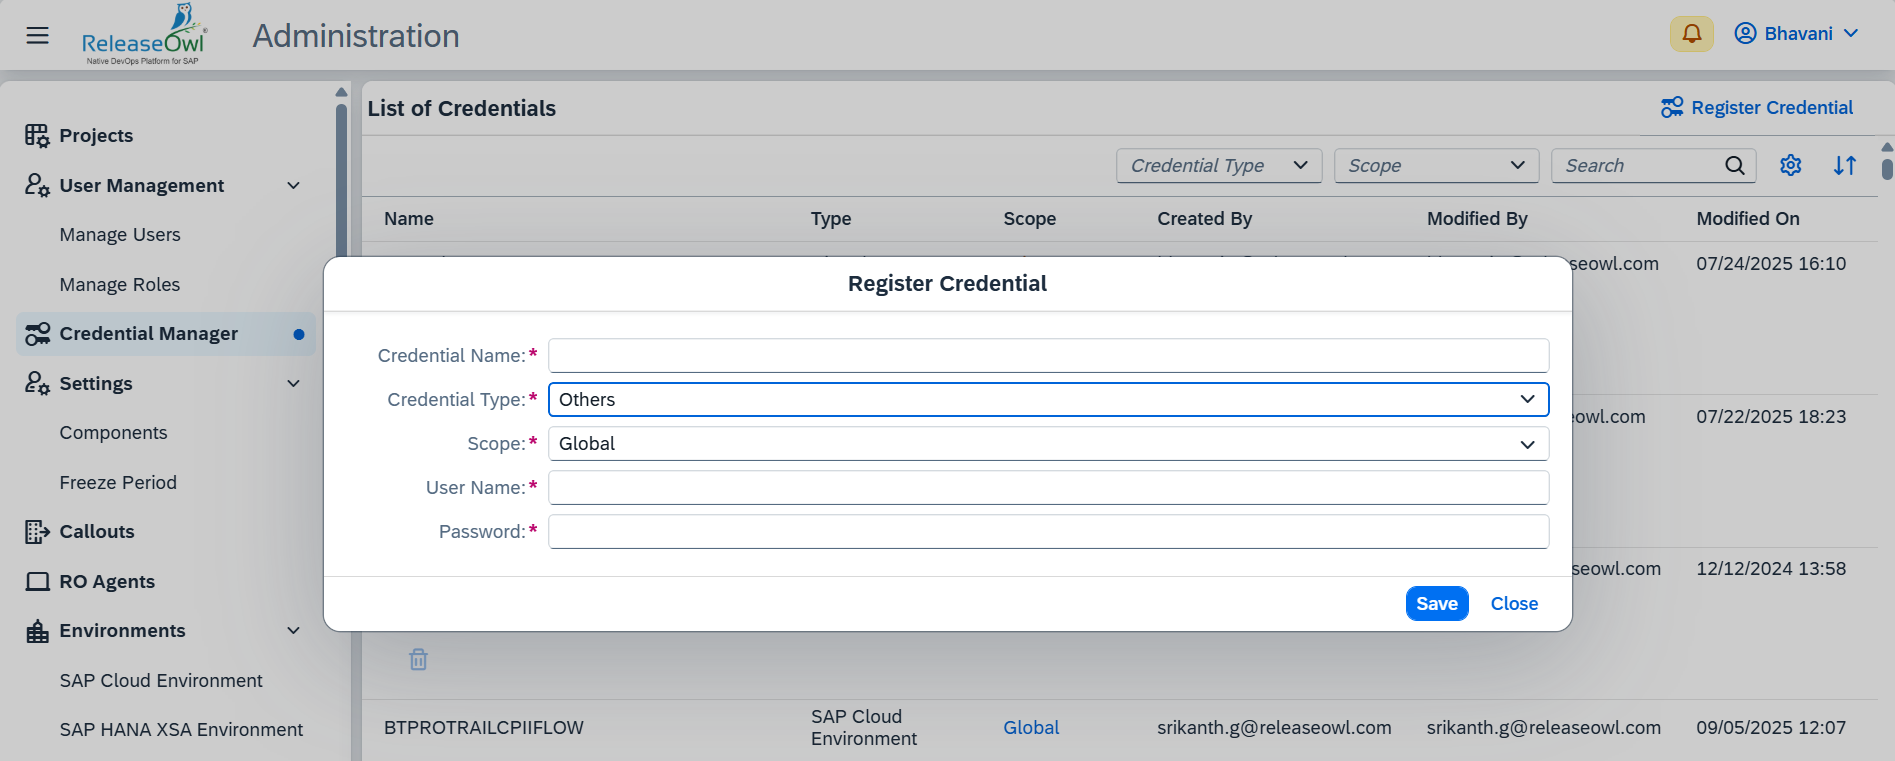 ReleaseOwl
Native DevOps Platform for SAP
Administration
Bhavani
Projects
User Management
Manage Users
Manage Roles
Credential Manager
Settings
Components
Freeze Period
Callouts
RO Agents
Environments
SAP Cloud Environment
SAP HANA XSA Environment
List of Credentials
Register Credential
Credential Type
Scope
Search
Name Type Scope Created By Modified By Modified On
seowl.com 07/24/2025 16:10
owl.com 07/22/2025 18:23
seowl.com 12/12/2024 13:58
Register Credential
Credential Name:*
Credential Type:* Others
Scope:* Global
User Name:*
Password:*
Save Close
BTPROTRAILCPIIFLOW SAP Cloud Environment Global srikanth.g@releaseowl.com srikanth.g@releaseowl.com 09/05/2025 12:07